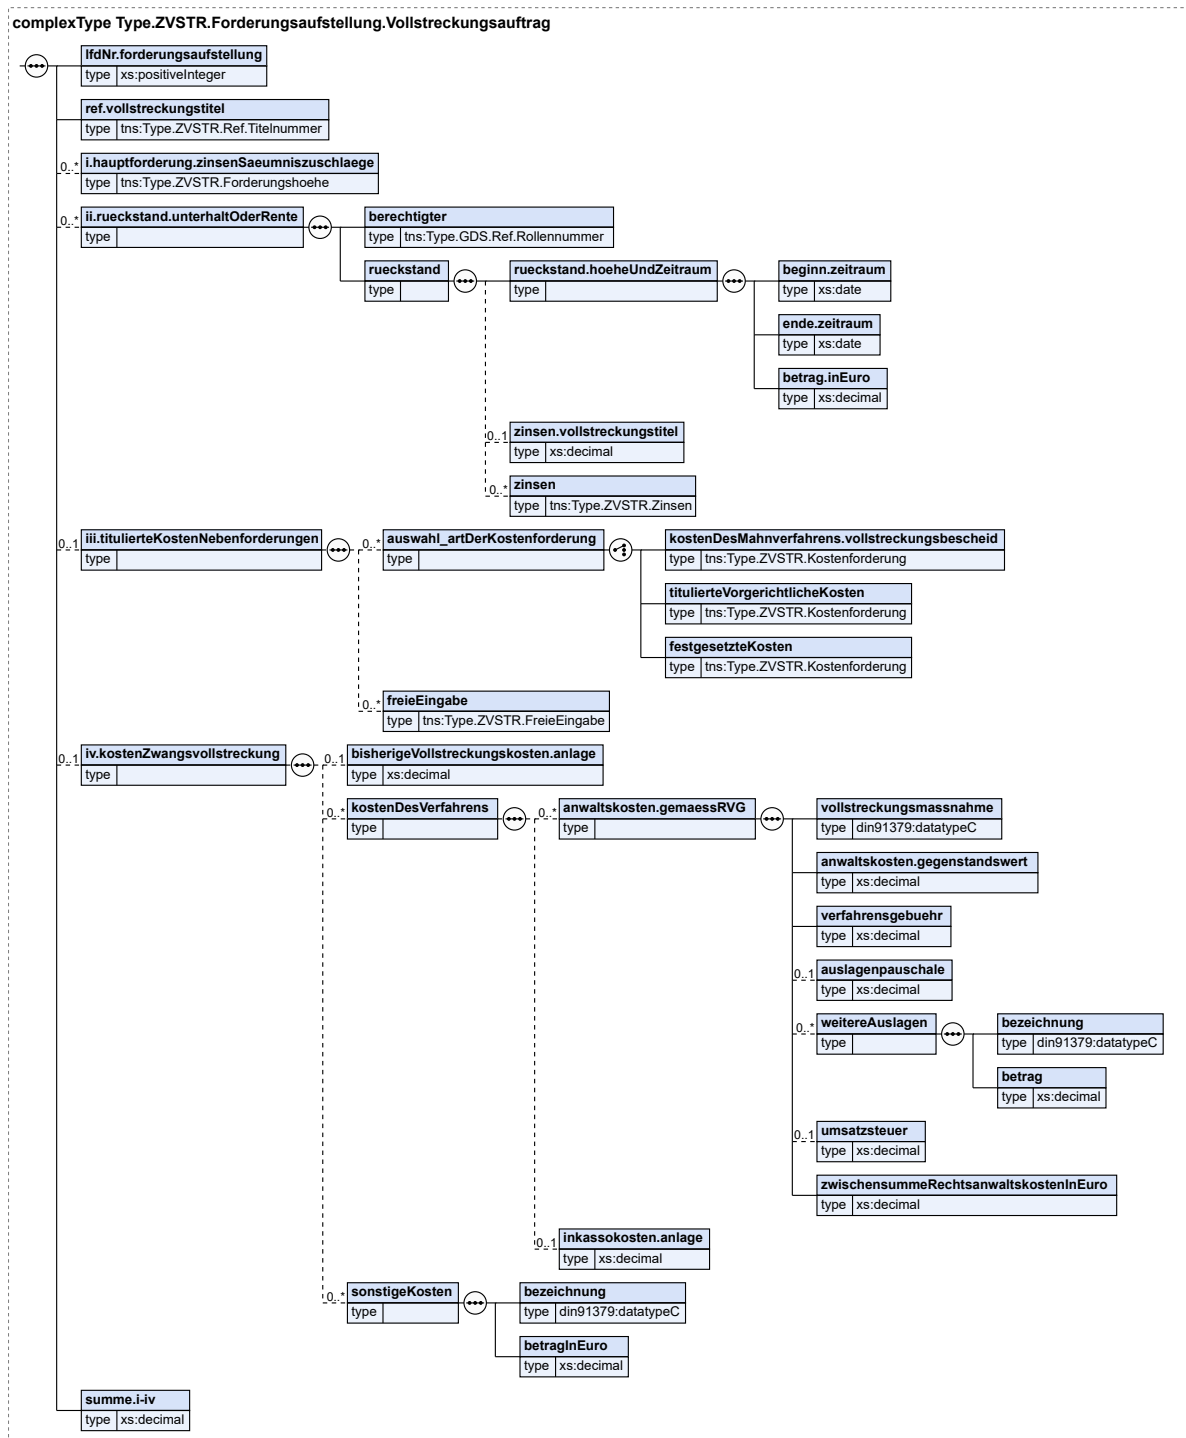 complexType Type.ZVSTR.Forderungsaufstellung.Vollstreckungsauftrag
lfdNr.forderungsaufstellung
type xs:positiveInteger
ref.vollstreckungstitel
type tns:Type.ZVSTR.Ref.Titelnummer
0..* i.hauptforderung.zinsenSaeumniszuschlaege
type tns:Type.ZVSTR.Forderungshoehe
0..* ii.rueckstand.unterhaltOderRente
type
berechtigter
type tns:Type.GDS.Ref.Rollennummer
rueckstand
type
rueckstand.hoeheUndZeitraum
type
beginn.zeitraum
type xs:date
ende.zeitraum
type xs:date
betrag.inEuro
type xs:decimal
0..1 zinsen.vollstreckungstitel
type xs:decimal
0..* zinsen
type tns:Type.ZVSTR.Zinsen
0..1 iii.titulierteKostenNebenforderungen
type
0..* auswahl_artDerKostenforderung
type
kostenDesMahnverfahrens.vollstreckungsbescheid
type tns:Type.ZVSTR.Kostenforderung
titulierteVorgerichtlicheKosten
type tns:Type.ZVSTR.Kostenforderung
festgesetzteKosten
type tns:Type.ZVSTR.Kostenforderung
0..* freieEingabe
type tns:Type.ZVSTR.FreieEingabe
0..1 iv.kostenZwangsvollstreckung
type
0..1 bisherigeVollstreckungskosten.anlage
type xs:decimal
0..* kostenDesVerfahrens
type
0..* anwaltskosten.gemaessRVG
type
vollstreckungsmassnahme
type din91379:datatypeC
anwaltskosten.gegenstandswert
type xs:decimal
verfahrensgebuehr
type xs:decimal
0..1 auslagenpauschale
type xs:decimal
0..* weitereAuslagen
type
bezeichnung
type din91379:datatypeC
betrag
type xs:decimal
0..1 umsatzsteuer
type xs:decimal
zwischensummeRechtsanwaltskostenInEuro
type xs:decimal
0..1 inkassokosten.anlage
type xs:decimal
0..* sonstigeKosten
type
bezeichnung
type din91379:datatypeC
betragInEuro
type xs:decimal
summe.i-iv
type xs:decimal